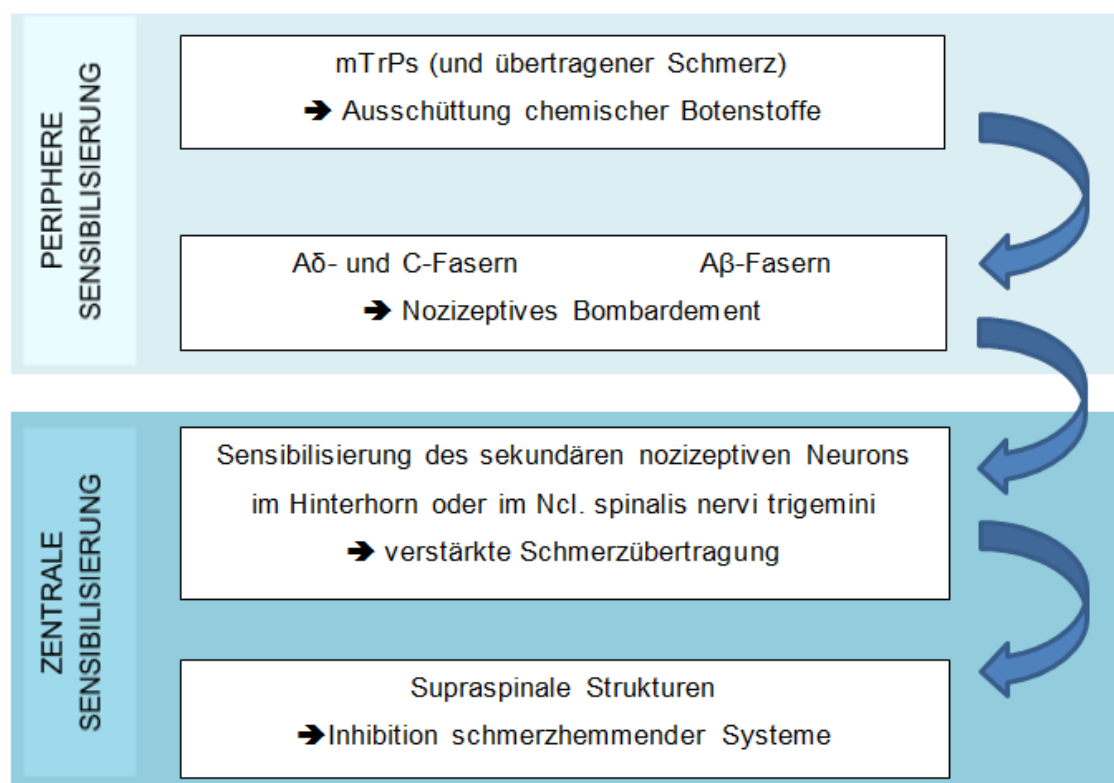 PERIPHERE
SENSIBILISIERUNG
mTrPs (und übertragener Schmerz)
➔ Ausschüttung chemischer Botenstoffe
Aδ- und C-Fasern Aβ-Fasern
➔ Nozizeptives Bombardement
ZENTRALE
SENSIBILISIERUNG
Sensibilisierung des sekundären nozizeptiven Neurons
im Hinterhorn oder im Ncl. spinalis nervi trigemini
➔ verstärkte Schmerzübertragung
Supraspinale Strukturen
➔Inhibition schmerzhemmender Systeme